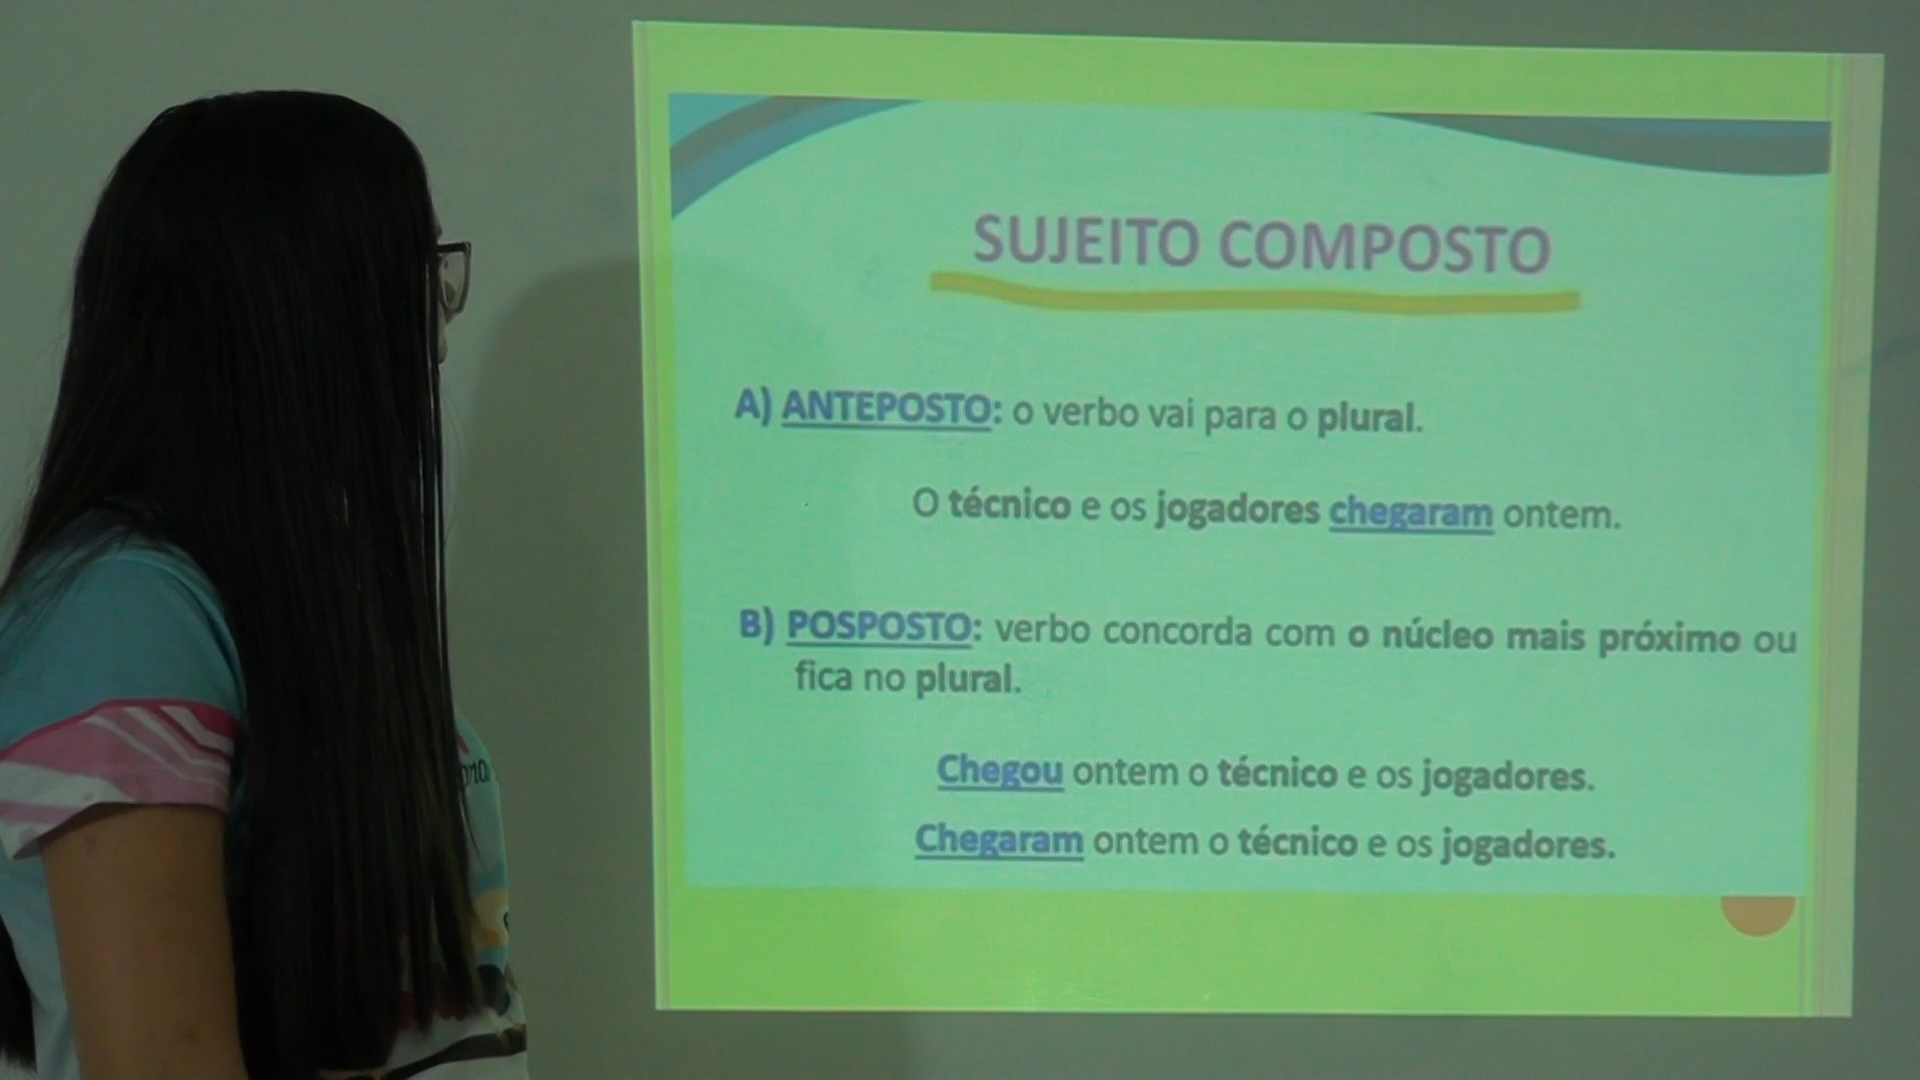 SUJEITO COMPOSTO
A) ANTEPOSTO: o verbo vai para o plural.
O técnico e os jogadores chegaram ontem.
B) POSPOSTO: verbo concorda com o núcleo mais próximo ou
fica no plural.
Chegou ontem o técnico e os jogadores.
Chegaram ontem o técnico e os jogadores.